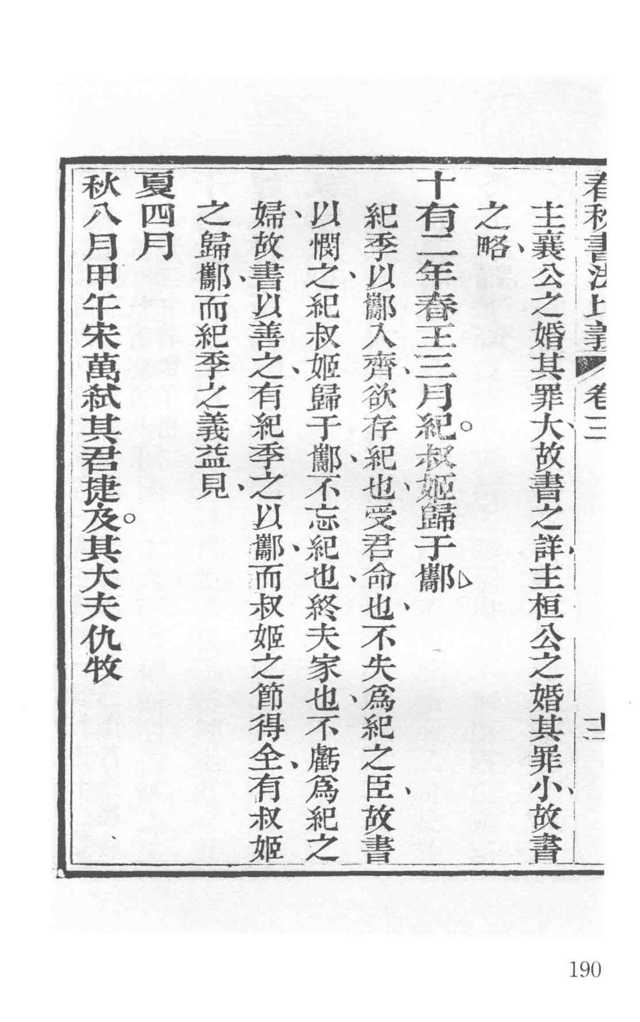 春秋書法比義 卷三 十二
主襄公之婚其罪大故書之詳主桓公之婚其罪小故書
之略
十有二年春王三月紀叔姬歸于酅
紀季以酅入齊欲存紀也受君命也不失爲紀之臣故書
以憫之紀叔姬歸于酅不忘紀也終夫家也不虧爲紀之
婦故書以善之有紀季之以酅而叔姬之節得全有叔姬
之歸酅而紀季之義益見
夏四月
秋八月甲午宋萬弒其君捷及其大夫仇牧
190